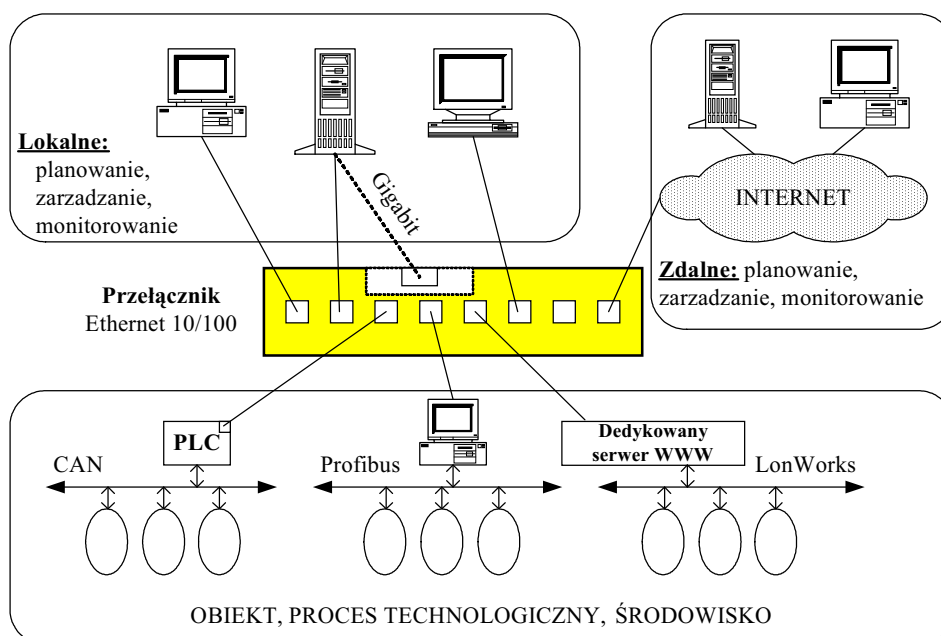 Lokalne:
planowanie,
zarzadzanie,
monitorowanie
Gigabit
INTERNET
Zdalne: planowanie,
zarzadzanie, monitorowanie
Przełącznik
Ethernet 10/100
PLC
CAN
Profibus
Dedykowany
serwer WWW
LonWorks
OBIEKT, PROCES TECHNOLOGICZNY, ŚRODOWISKO